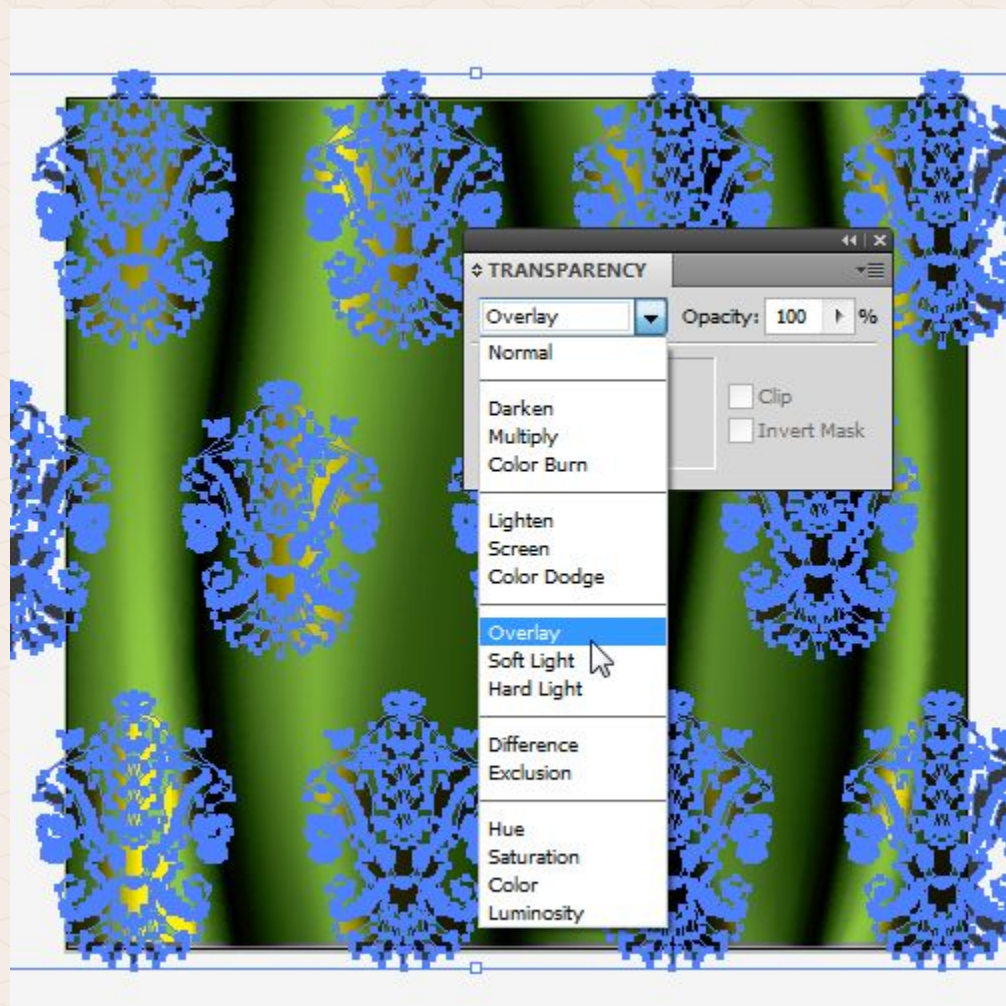 TRANSPARENCY
Overlay Opacity: 100 %
Normal
Darken
Multiply
Color Burn
Lighten
Screen
Color Dodge
Overlay
Soft Light
Hard Light
Difference
Exclusion
Hue
Saturation
Color
Luminosity
Clip
Invert Mask